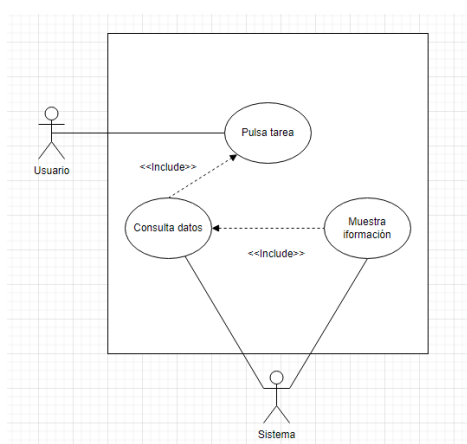 Pulsa tarea
Usuario
<<Include>>
Consulta datos
Muestra
iformación
<<Include>>
Sistema